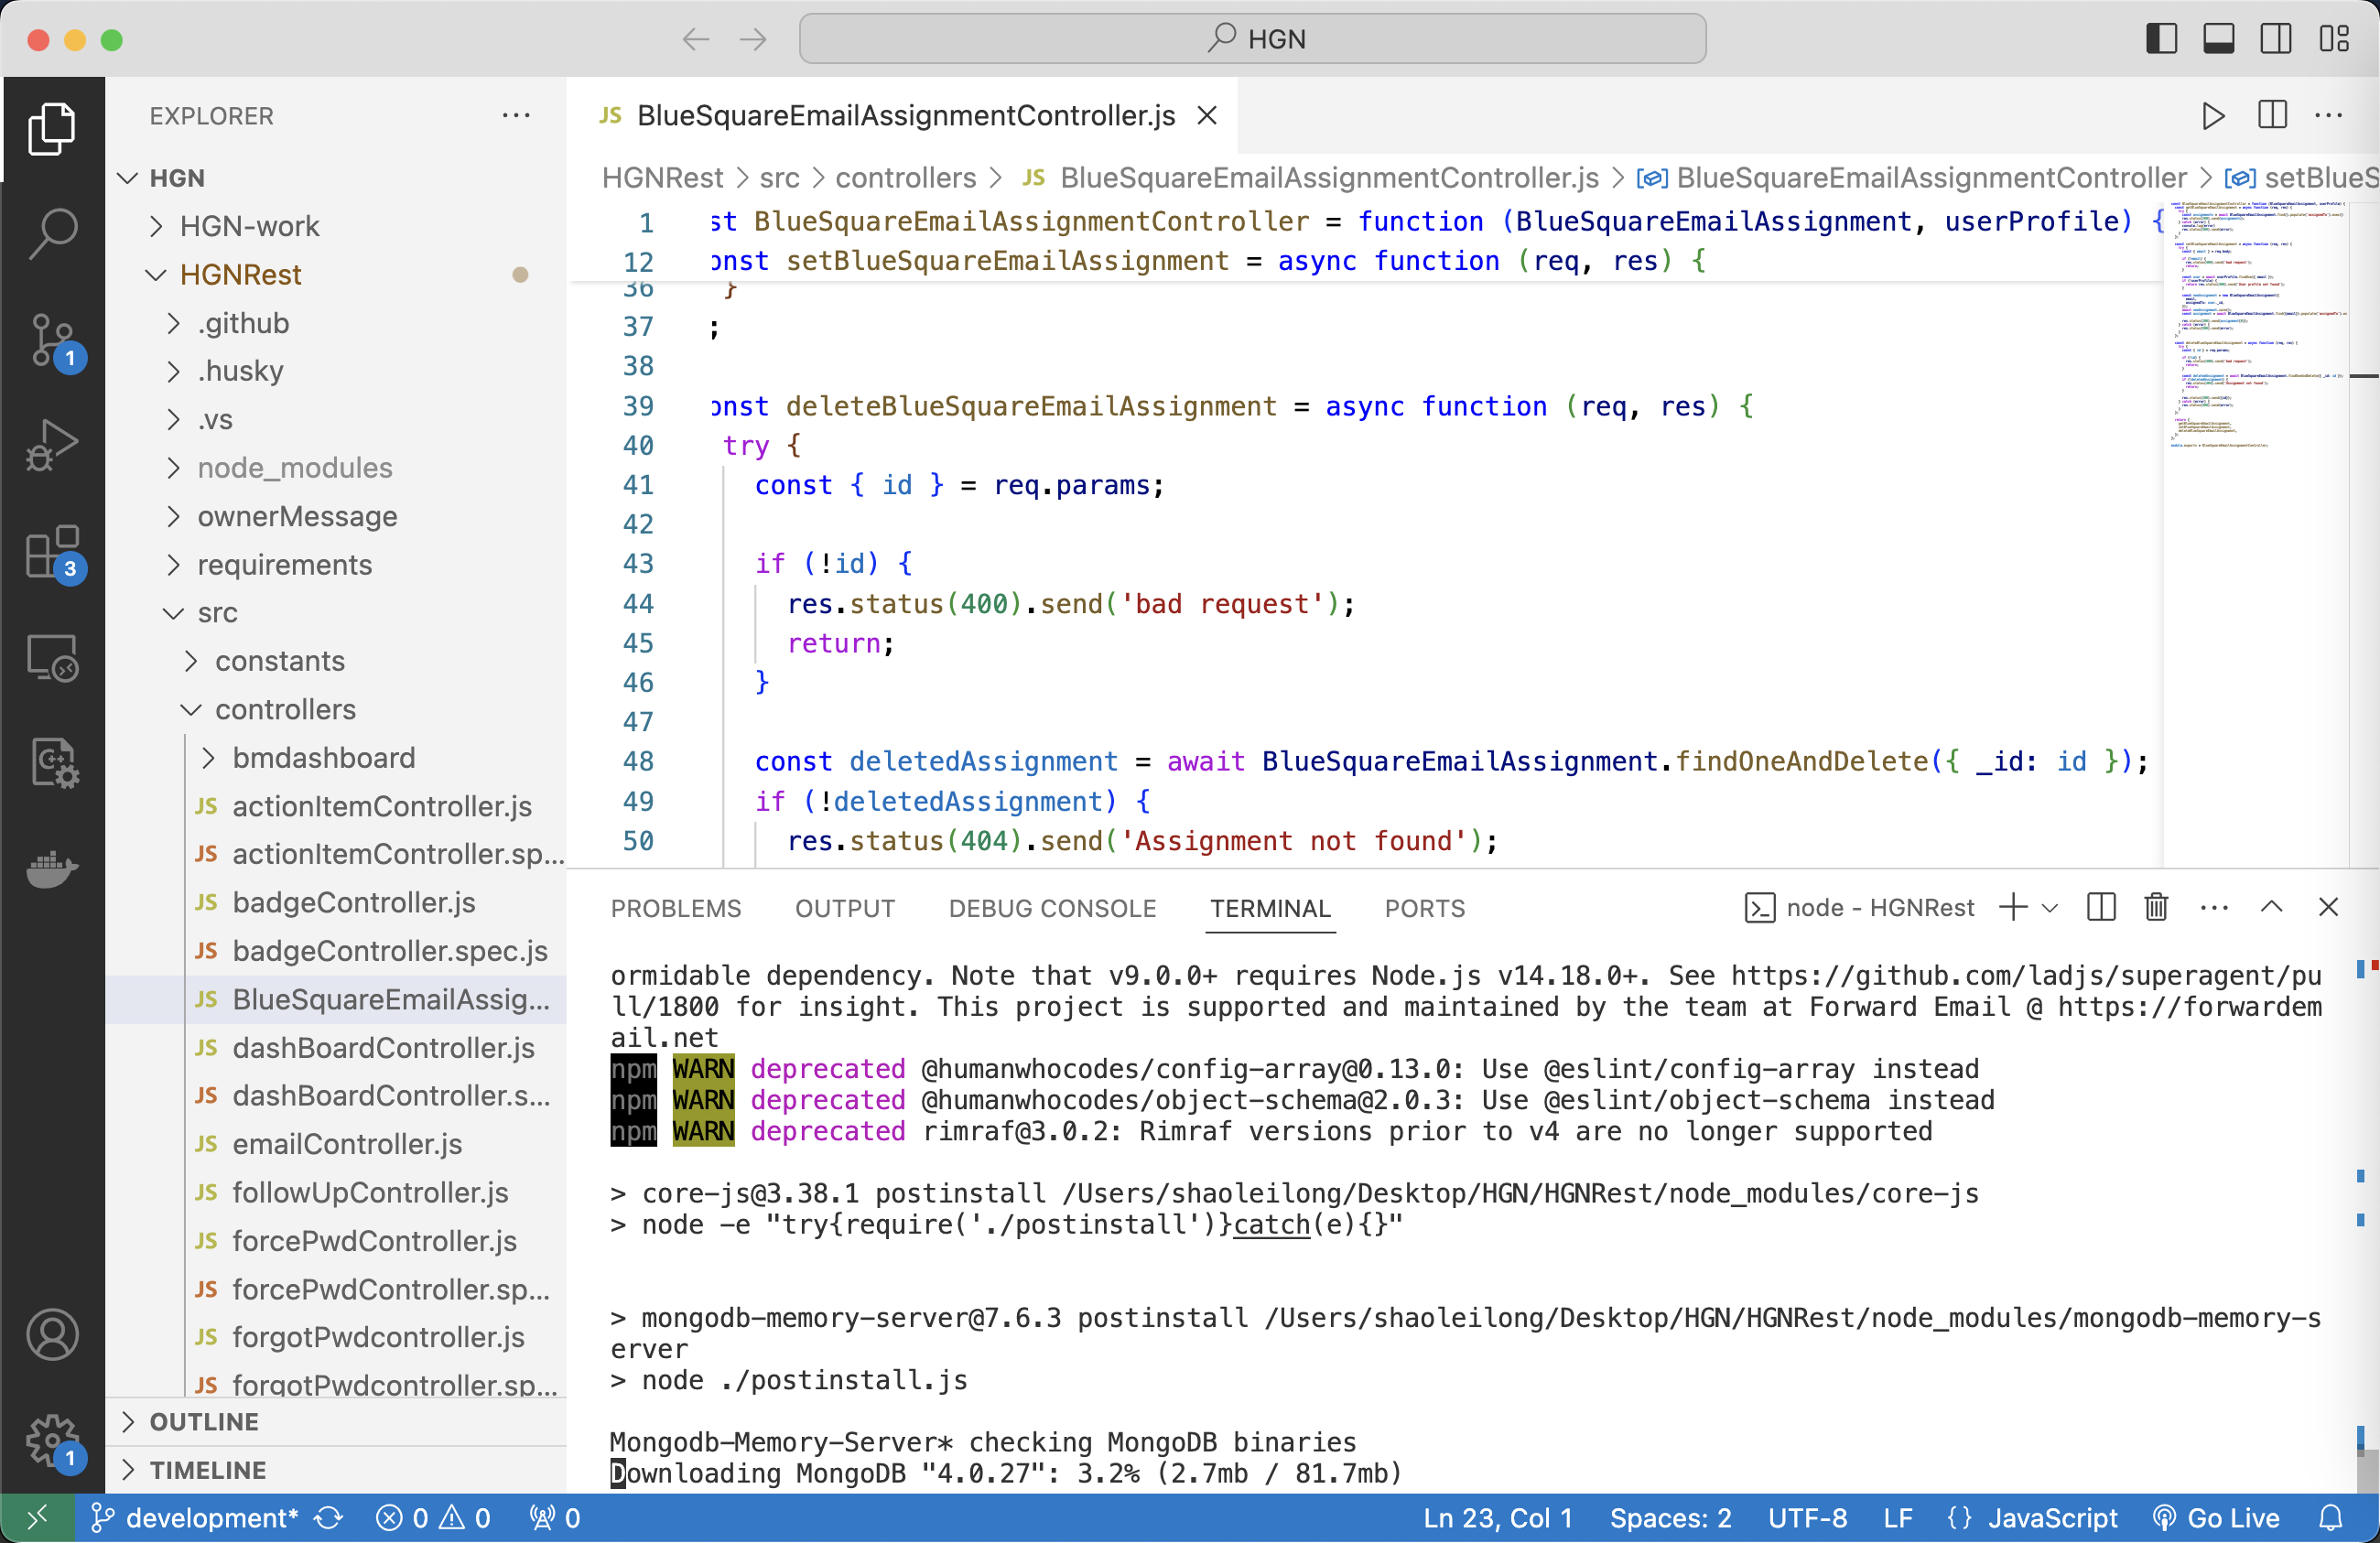 HGN
EXPLORER
HGN
HGN-work
HGNRest
.github
.husky
.vs
node_modules
ownerMessage
requirements
src
constants
controllers
bmdashboard
JS actionItemController.js
JS actionItemController.sp...
JS badgeController.js
JS badgeController.spec.js
JS BlueSquareEmailAssig...
JS dashBoardController.js
JS dashBoardController.s...
JS emailController.js
JS followUpController.js
JS forcePwdController.js
JS forcePwdController.sp...
JS forgotPwdcontroller.js
JS forgotPwdcontroller.sp...
OUTLINE
TIMELINE
1
3
C++
1
JS BlueSquareEmailAssignmentController.js
HGNRest > src > controllers > JS BlueSquareEmailAssignmentController.js > BlueSquareEmailAssignmentController > setBlueS
1 st BlueSquareEmailAssignmentController = function (BlueSquareEmailAssignment, userProfile) {
12 onst setBlueSquareEmailAssignment = async function (req, res) {
36 }
37 ;
38
39 onst deleteBlueSquareEmailAssignment = async function (req, res) {
40 try {
41 const { id } = req.params;
42
43 if (!id) {
44 res.status(400).send('bad request');
45 return;
46 }
47
48 const deletedAssignment = await BlueSquareEmailAssignment.findOneAndDelete({ _id: id });
49 if (!deletedAssignment) {
50 res.status(404).send('Assignment not found');
PROBLEMS OUTPUT DEBUG CONSOLE TERMINAL PORTS node - HGNRest
ormidable dependency. Note that v9.0.0+ requires Node.js v14.18.0+. See https://github.com/ladjs/superagent/pu
ll/1800 for insight. This project is supported and maintained by the team at Forward Email @ https://forwardem
ail.net
npm WARN deprecated @humanwhocodes/config-array@0.13.0: Use @eslint/config-array instead
npm WARN deprecated @humanwhocodes/object-schema@2.0.3: Use @eslint/object-schema instead
npm WARN deprecated rimraf@3.0.2: Rimraf versions prior to v4 are no longer supported
> core-js@3.38.1 postinstall /Users/shaoleilong/Desktop/HGN/HGNRest/node_modules/core-js
> node -e "try{require('./postinstall')}catch(e){}"
> mongodb-memory-server@7.6.3 postinstall /Users/shaoleilong/Desktop/HGN/HGNRest/node_modules/mongodb-memory-s
erver
> node ./postinstall.js
Mongodb-Memory-Server* checking MongoDB binaries
Downloading MongoDB "4.0.27": 3.2% (2.7mb / 81.7mb)
development* 0 0 0 Ln 23, Col 1 Spaces: 2 UTF-8 LF {} JavaScript Go Live